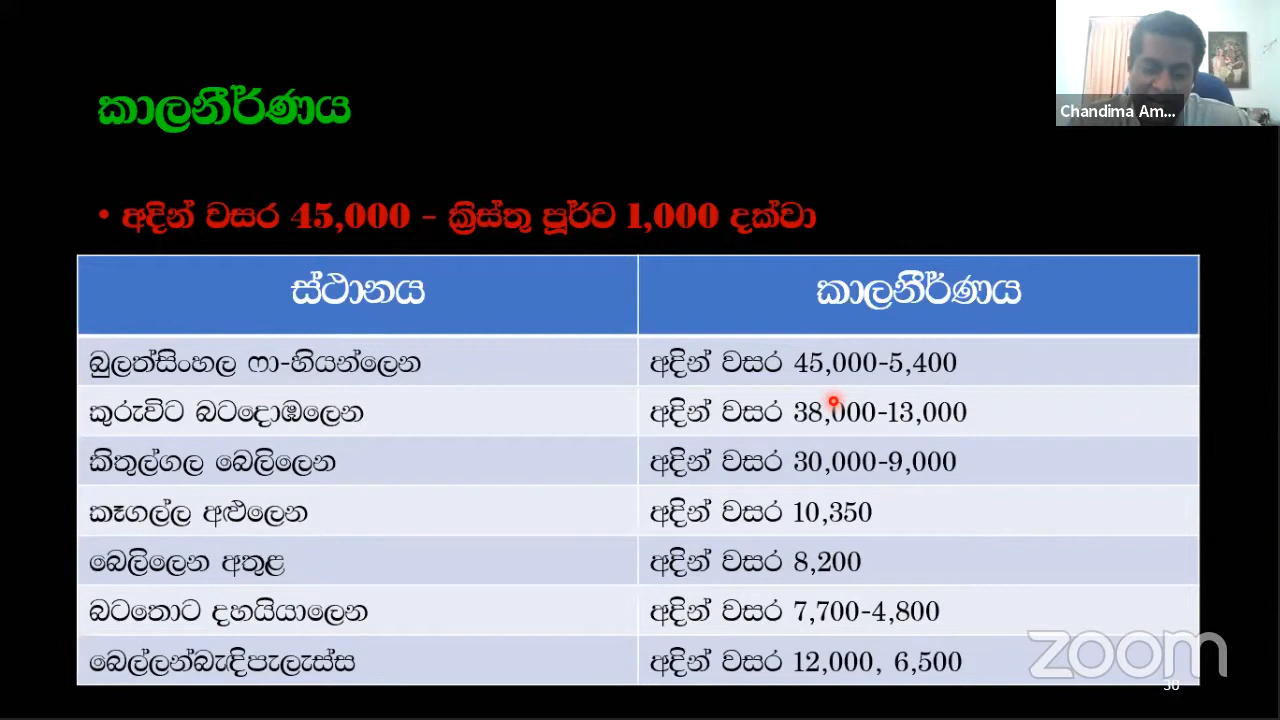 Chandima Am...
කාලනිර්ණය
• අදින් වසර 45,000 - ක්‍රිස්තු පූර්ව 1,000 දක්වා
ස්ථානය කාලනිර්ණය
බුලත්සිංහල ෆා-හියන්ලෙන අදින් වසර 45,000-5,400
කුරුවිට බටදොඹලෙන අදින් වසර 38,000-13,000
කිතුල්ගල බෙලිලෙන අදින් වසර 30,000-9,000
කෑගල්ල අළුලෙන අදින් වසර 10,350
බෙලිලෙන අතුළ අදින් වසර 8,200
බටතොට දහයියාලෙන අදින් වසර 7,700-4,800
බෙල්ලන්බැඳිපැලැස්ස අදින් වසර 12,000, 6,500
zoom